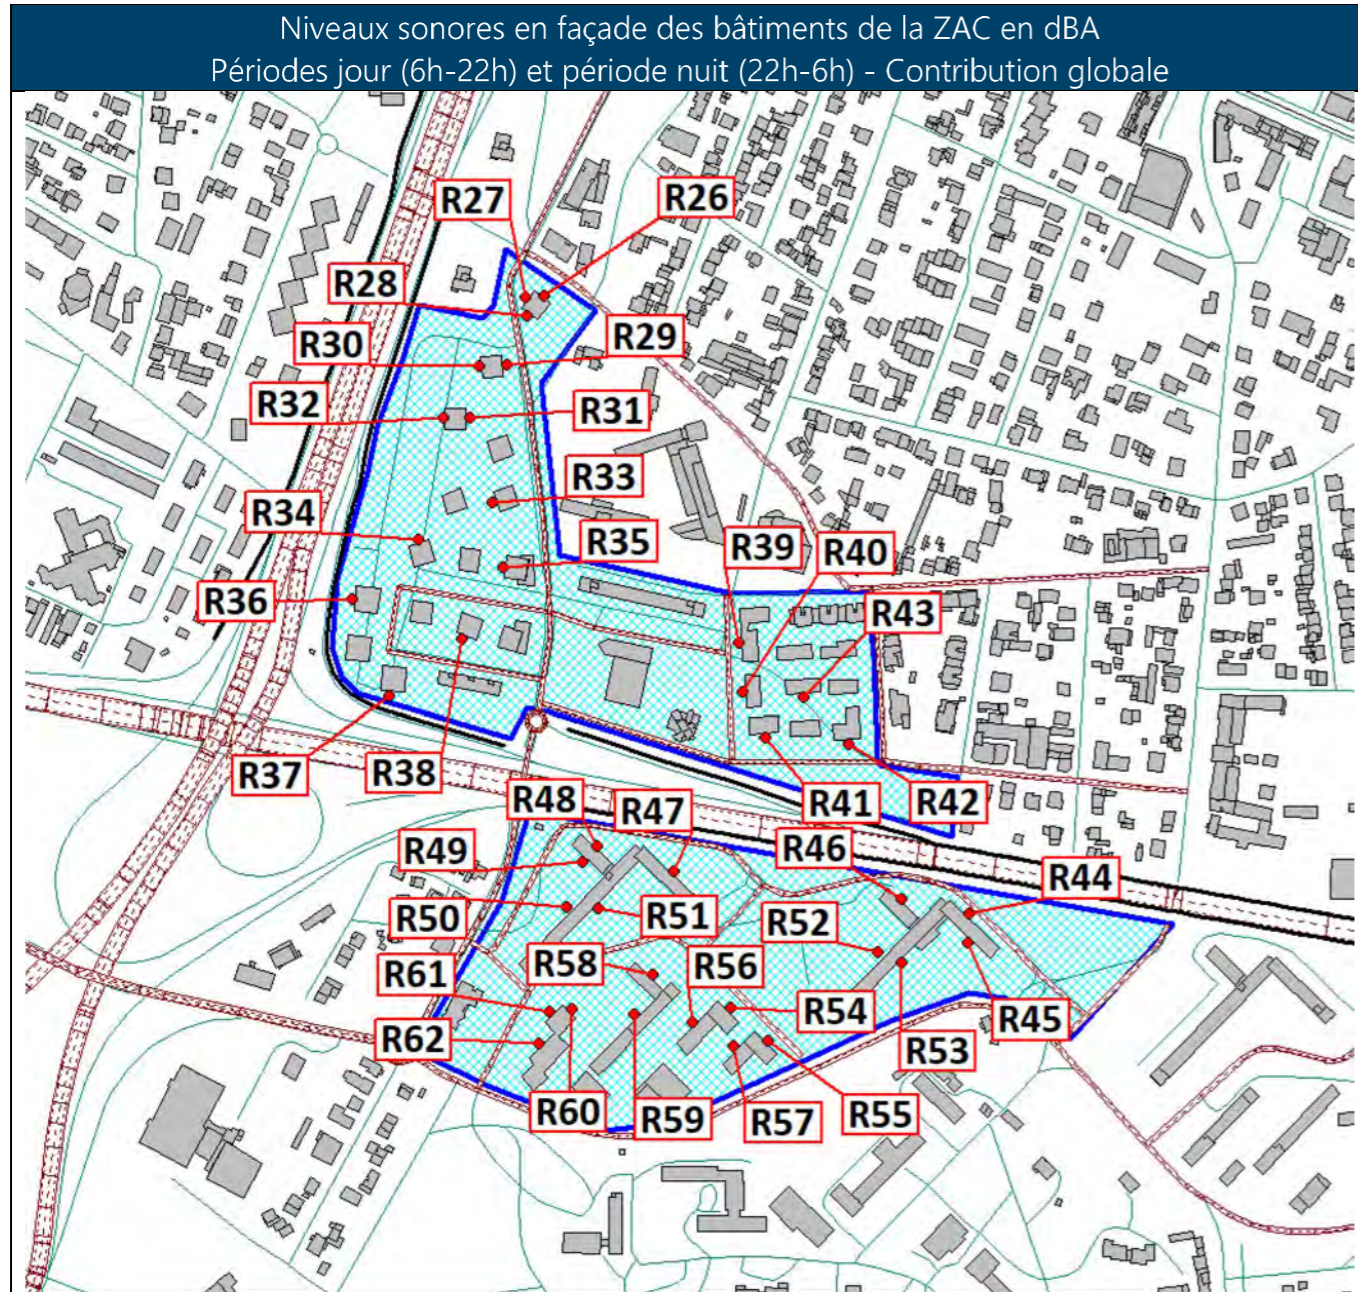 Niveaux sonores en façade des bâtiments de la ZAC en dBA
Périodes jour (6h-22h) et période nuit (22h-6h) - Contribution globale
R27
R26
R28
R29
R30
R32
R31
R33
R34
R35
R39
R40
R36
R43
R37
R38
R48
R47
R41
R42
R49
R46
R44
R50
R51
R52
R61
R58
R56
R54
R45
R62
R53
R60
R59
R57
R55